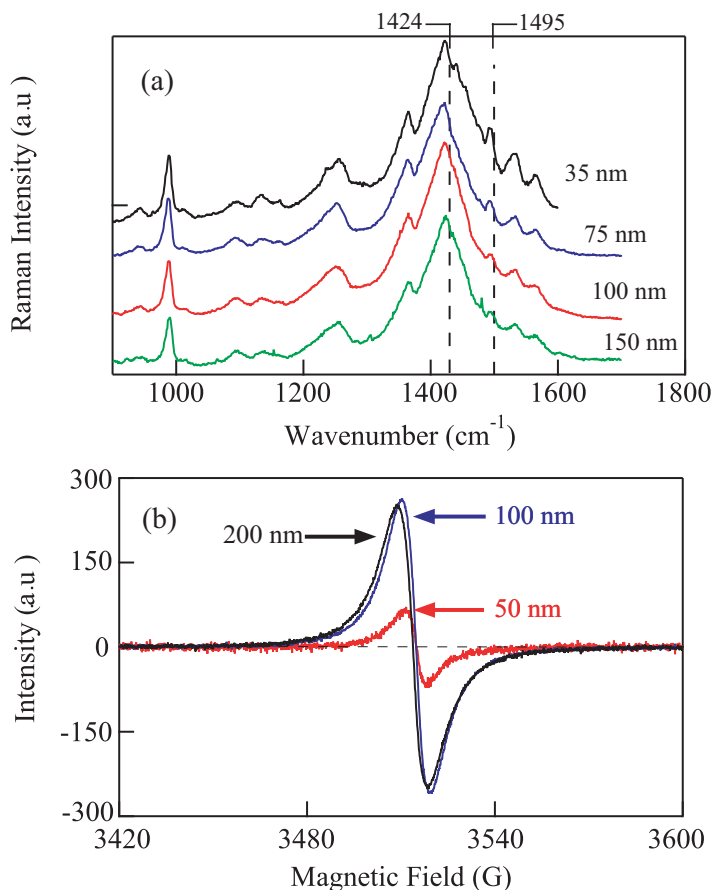 1424 1495
(a)
Raman Intensity (a.u)
35 nm
75 nm
100 nm
150 nm
1000 1200 1400 1600 1800
Wavenumber (cm⁻¹)
300
(b)
200 nm
100 nm
150
50 nm
0
Intensity (a.u)
-150
-300
3420 3480 3540 3600
Magnetic Field (G)